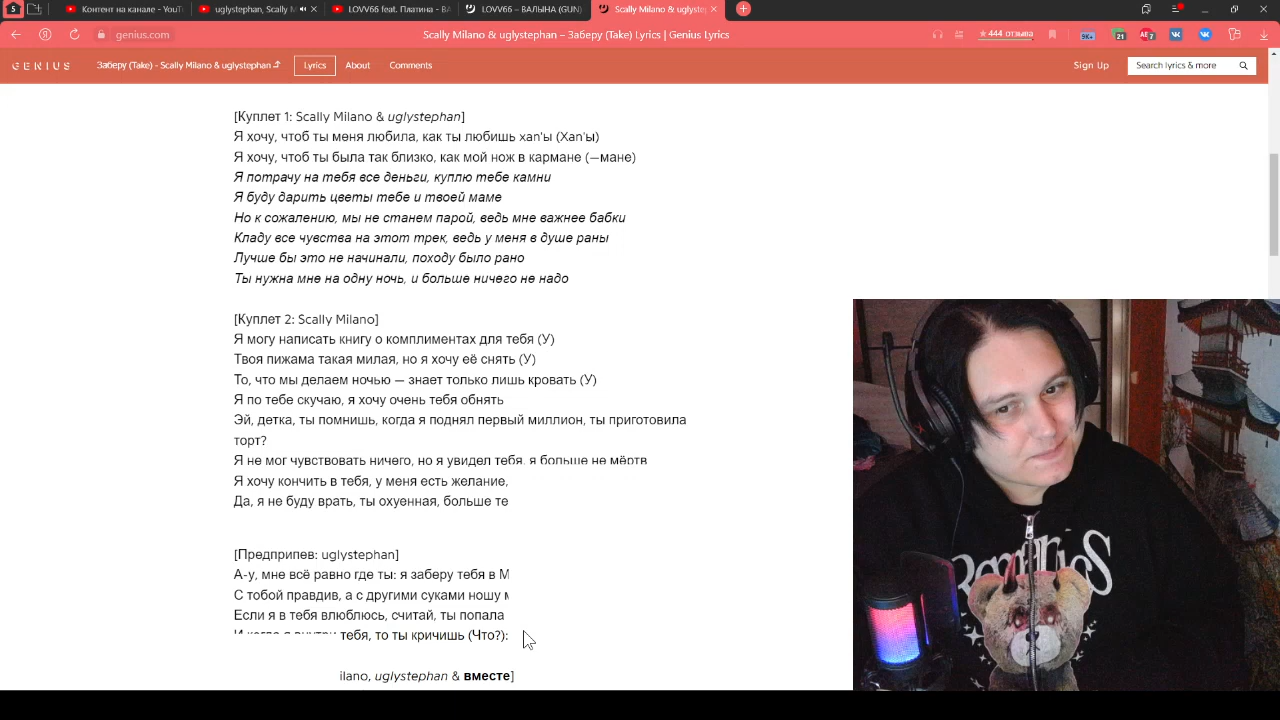 S
Контент на канале - YouT
uglystephan, Scally M
LOVV66 feat. Платина - ВА
LOVV66 – ВАЛЫНА (GUN)
Scally Milano & uglyste
genius.com
Scally Milano & uglystephan – Заберу (Take) Lyrics | Genius Lyrics
444 отзыва
9K+
21
7
GENIUS
Заберу (Take) - Scally Milano & uglystephan
Lyrics
About
Comments
Sign Up
Search lyrics & more
[Куплет 1: Scally Milano & uglystephan]
Я хочу, чтоб ты меня любила, как ты любишь xan'ы (Xan'ы)
Я хочу, чтоб ты была так близко, как мой нож в кармане (—мане)
Я потрачу на тебя все деньги, куплю тебе камни
Я буду дарить цветы тебе и твоей маме
Но к сожалению, мы не станем парой, ведь мне важнее бабки
Кладу все чувства на этот трек, ведь у меня в душе раны
Лучше бы это не начинали, походу было рано
Ты нужна мне на одну ночь, и больше ничего не надо
[Куплет 2: Scally Milano]
Я могу написать книгу о комплиментах для тебя (У)
Твоя пижама такая милая, но я хочу её снять (У)
То, что мы делаем ночью — знает только лишь кровать (У)
Я по тебе скучаю, я хочу очень тебя обнять
Эй, детка, ты помнишь, когда я поднял первый миллион, ты приготовила
торт?
Я не мог чувствовать ничего, но я увидел тебя, я больше не мёртв
Я хочу кончить в тебя, у меня есть желание,
Да, я не буду врать, ты охуенная, больше те
[Предприпев: uglystephan]
А-у, мне всё равно где ты: я заберу тебя в М
С тобой правдив, а с другими суками ношу м
Если я в тебя влюблюсь, считай, ты попала
И когда я внутри тебя, то ты кричишь (Что?):
ilano, uglystephan & вместе]